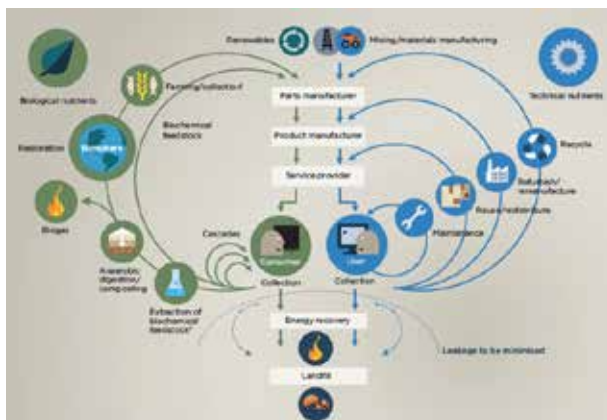 Renewables
Mining/materials manufacturing
Biological nutrients
Technical nutrients
Farming/collection¹
Parts manufacturer
Biochemical
feedstock
Restoration
Biosphere
Product manufacturer
Recycle
Service provider
Refurbish/
remanufacture
Reuse/redistribute
Biogas
Cascades
Maintenance
Consumer
User
Anaerobic
digestion/
composting
Collection
Collection
Extraction of
biochemical
feedstock²
Energy recovery
Leakage to be minimised
Landfill